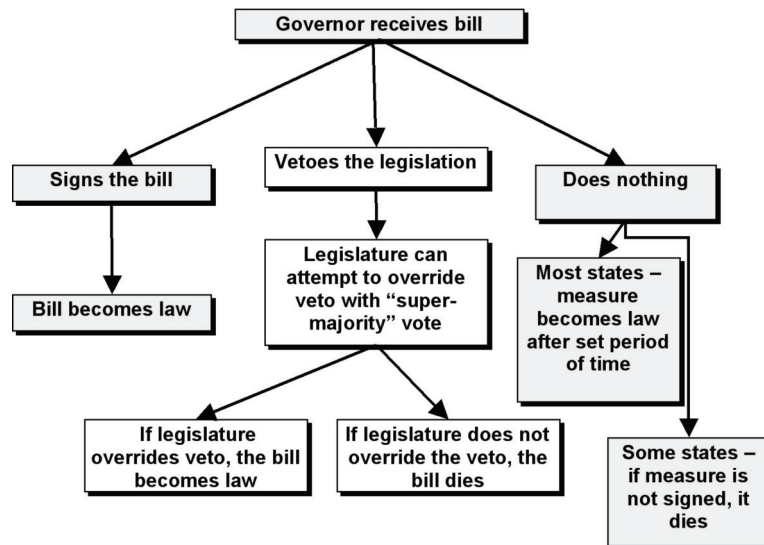 Governor receives bill
Signs the bill
Vetoes the legislation
Does nothing
Bill becomes law
Legislature can
attempt to override
veto with “super-
majority” vote
Most states –
measure
becomes law
after set period
of time
If legislature
overrides veto, the bill
becomes law
If legislature does not
override the veto, the
bill dies
Some states –
if measure is
not signed, it
dies